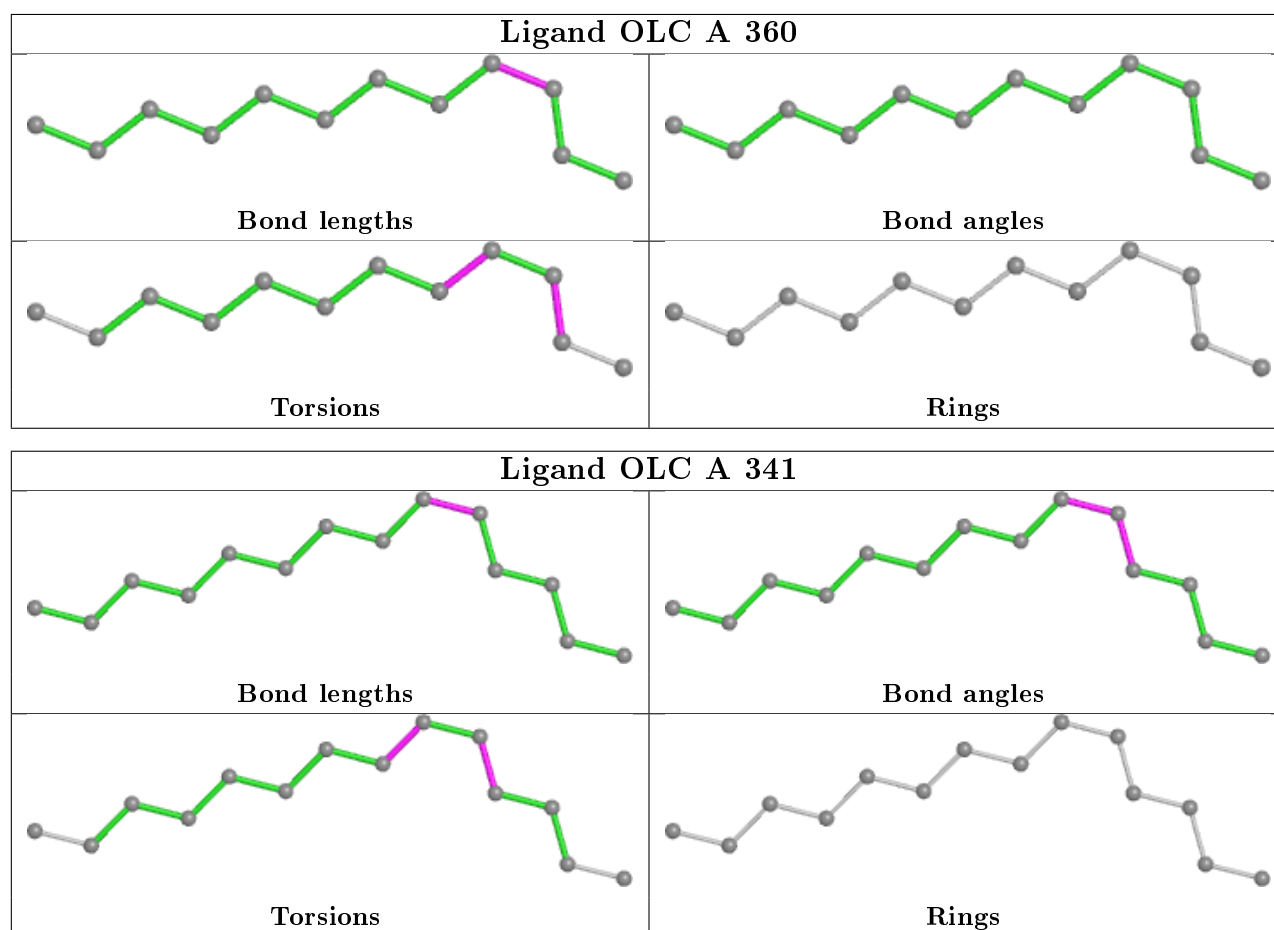 Ligand OLC A 360
Bond lengths
Bond angles
Torsions
Rings
Ligand OLC A 341
Bond lengths
Bond angles
Torsions
Rings